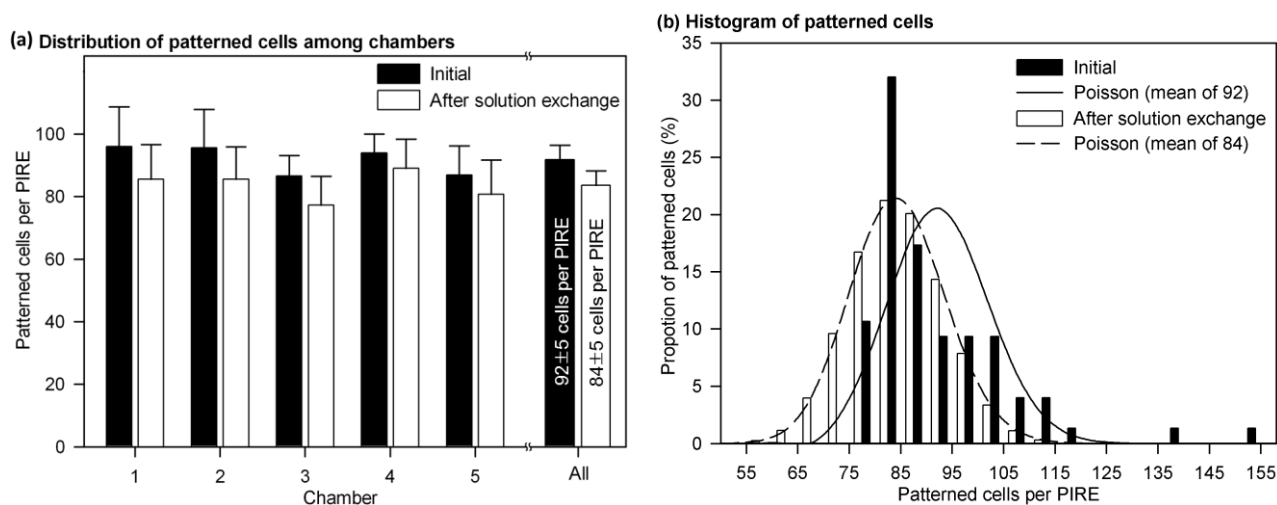 (a) Distribution of patterned cells among chambers
Initial
After solution exchange
Patterned cells per PIRE
100
80
60
40
20
0
92±5 cells per PIRE
84±5 cells per PIRE
1 2 3 4 5 All
Chamber
(b) Histogram of patterned cells
Initial
Poisson (mean of 92)
After solution exchange
Poisson (mean of 84)
Propotion of patterned cells (%)
35
30
25
20
15
10
5
0
55 65 75 85 95 105 115 125 135 145 155
Patterned cells per PIRE